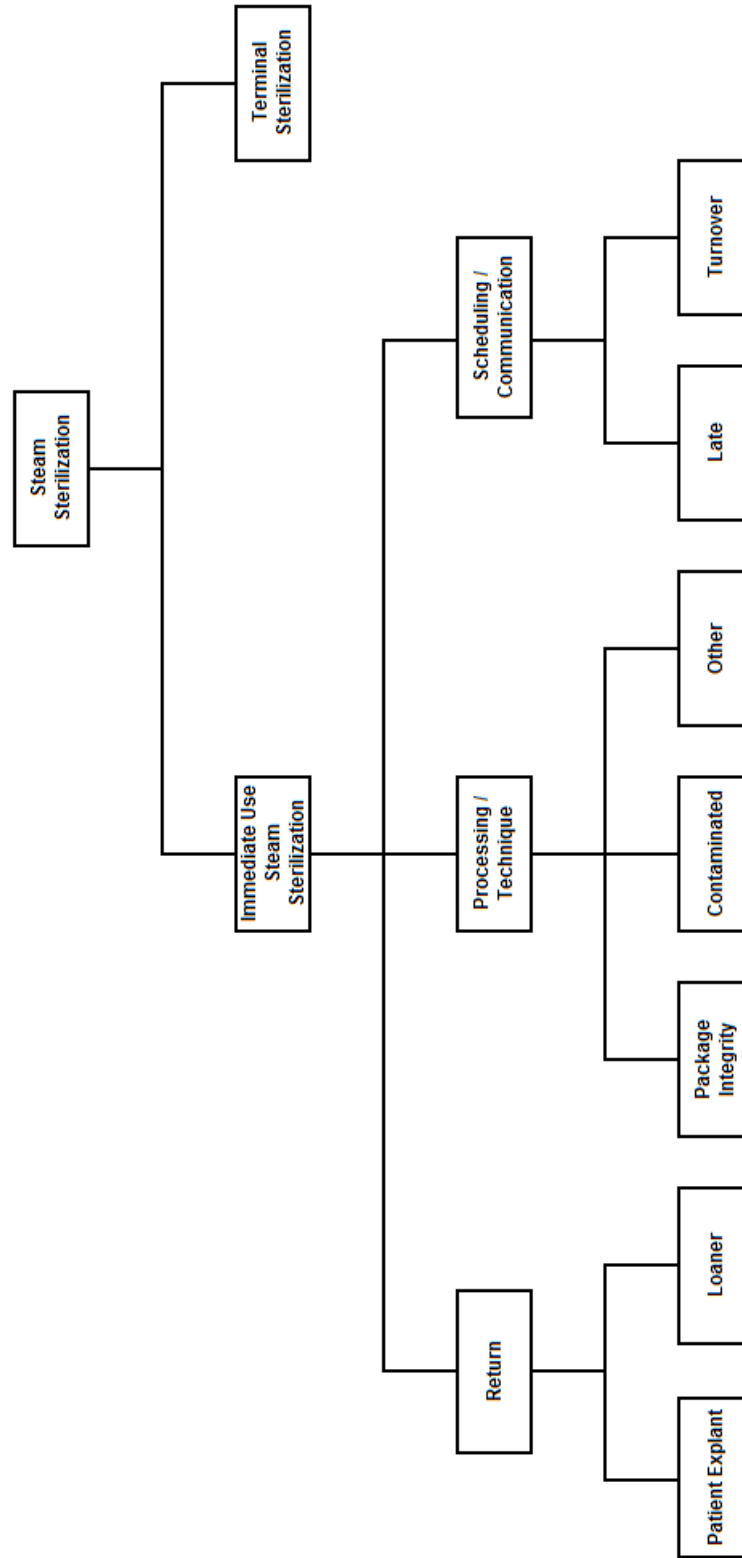 Steam
Sterilization
Immediate Use
Steam
Sterilization
Terminal
Sterilization
Return
Processing /
Technique
Scheduling /
Communication
Patient Explant
Loaner
Package
Integrity
Contaminated
Other
Late
Turnover